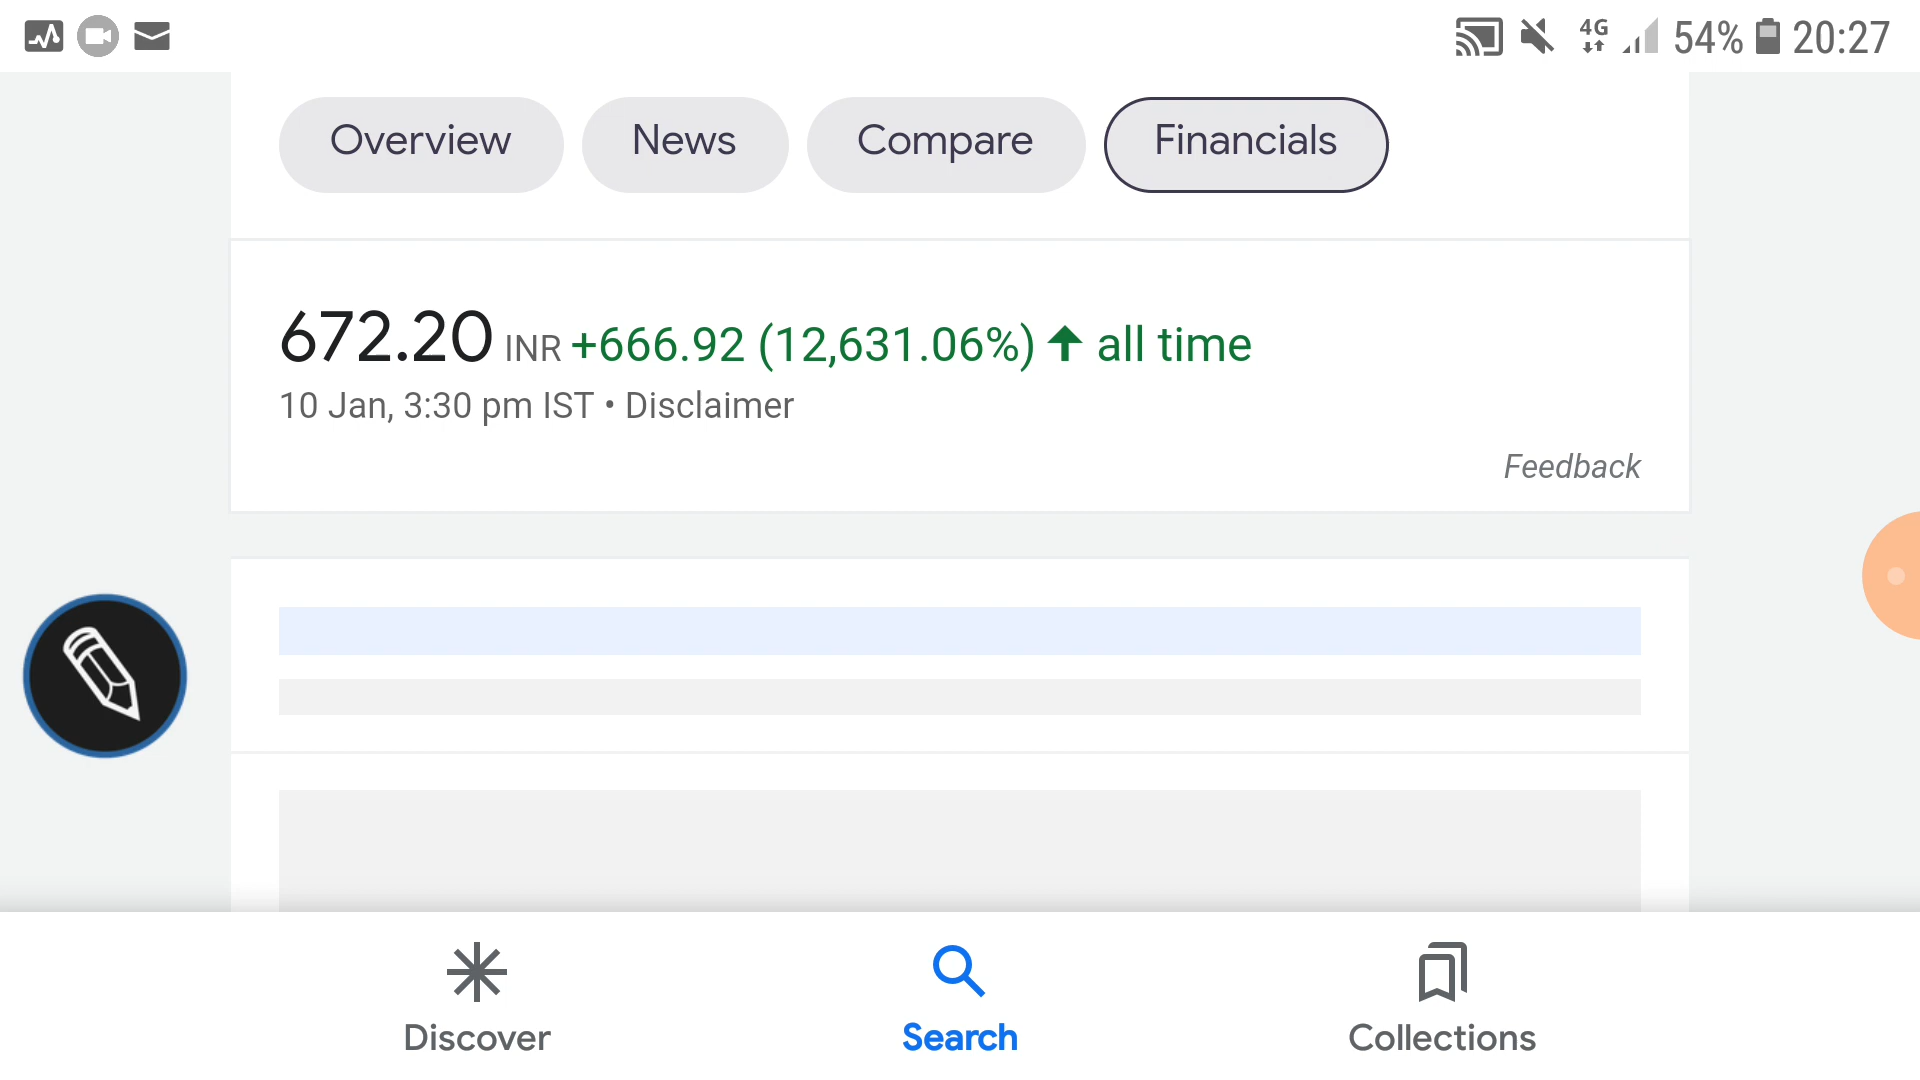 4G 54% 20:27
Overview News Compare Financials
672.20 INR +666.92 (12,631.06%) all time
10 Jan, 3:30 pm IST • Disclaimer
Feedback
Discover Search Collections